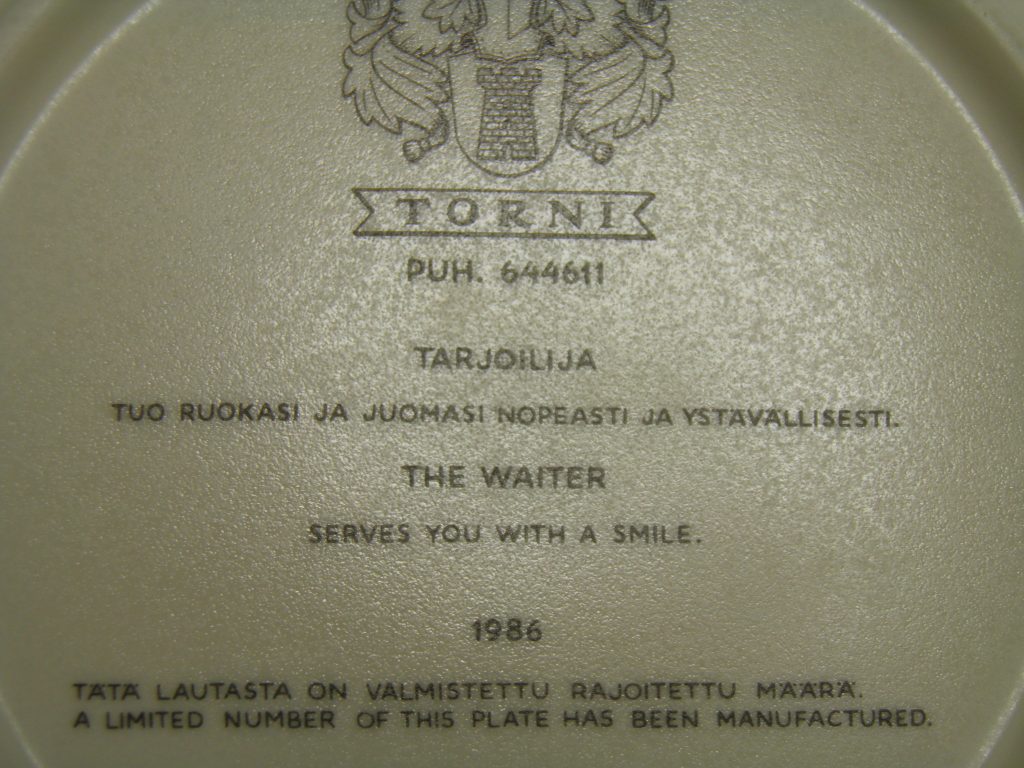 TORNI
PUH. 644611
TARJOILIJA
TUO RUOKASI JA JUOMASI NOPEASTI JA YSTÄVÄLLISESTI.
THE WAITER
SERVES YOU WITH A SMILE.
1986
TÄTÄ LAUTASTA ON VALMISTETTU RAJOITETTU MÄÄRÄ.
A LIMITED NUMBER OF THIS PLATE HAS BEEN MANUFACTURED.